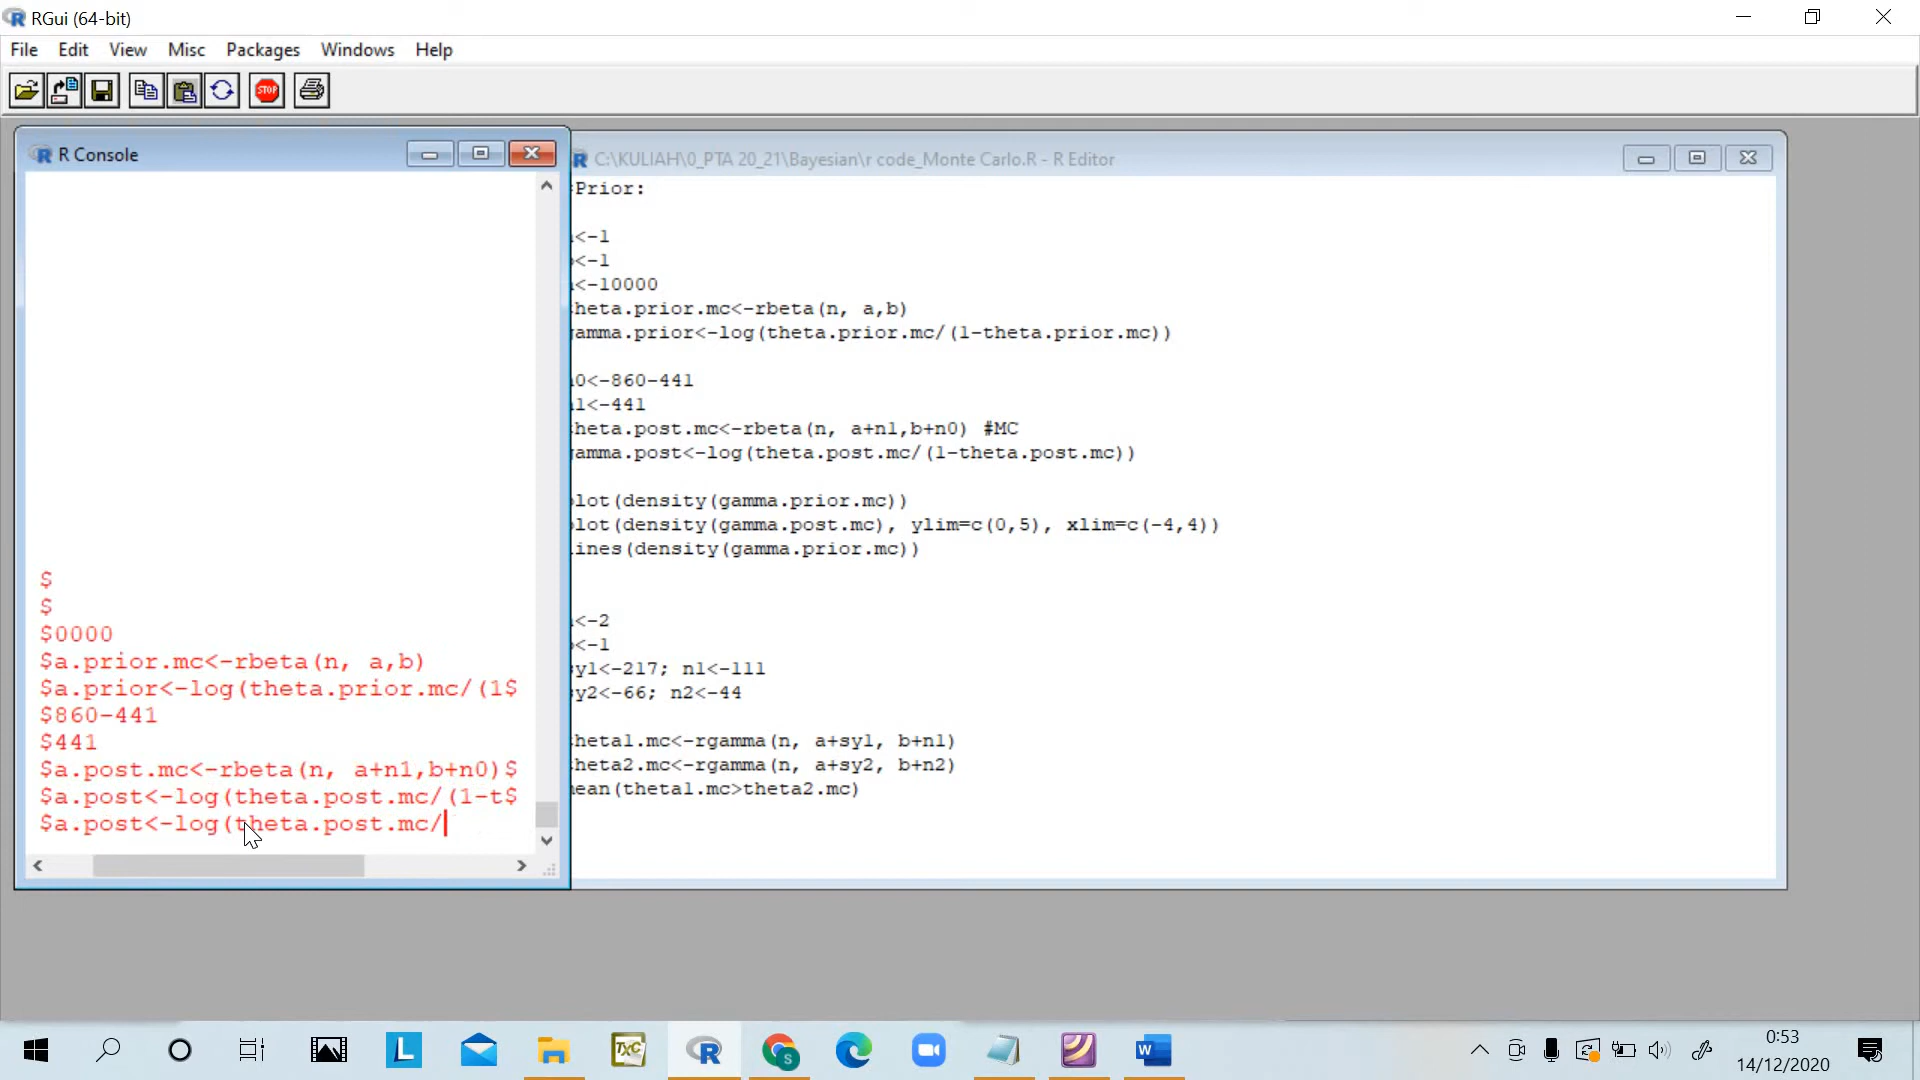 RGui (64-bit)
File Edit View Misc Packages Windows Help
STOP
R Console
$
$
$0000
$a.prior.mc<-rbeta(n, a,b)
$a.prior<-log(theta.prior.mc/(1$
$860-441
$441
$a.post.mc<-rbeta(n, a+n1,b+n0)$
$a.post<-log(theta.post.mc/(1-t$
$a.post<-log(theta.post.mc/
C:\KULIAH\0_PTA 20_21\Bayesian\r code_Monte Carlo.R - R Editor
Prior:
<-1
<-1
<-10000
heta.prior.mc<-rbeta(n, a,b)
amma.prior<-log(theta.prior.mc/(1-theta.prior.mc))
0<-860-441
1<-441
heta.post.mc<-rbeta(n, a+n1,b+n0) #MC
amma.post<-log(theta.post.mc/(1-theta.post.mc))
lot(density(gamma.prior.mc))
lot(density(gamma.post.mc), ylim=c(0,5), xlim=c(-4,4))
ines(density(gamma.prior.mc))
<-2
<-1
sy1<-217; n1<-111
sy2<-66; n2<-44
heta1.mc<-rgamma(n, a+sy1, b+n1)
heta2.mc<-rgamma(n, a+sy2, b+n2)
mean(theta1.mc>theta2.mc)
L
TXC
R
S
W
0:53
14/12/2020